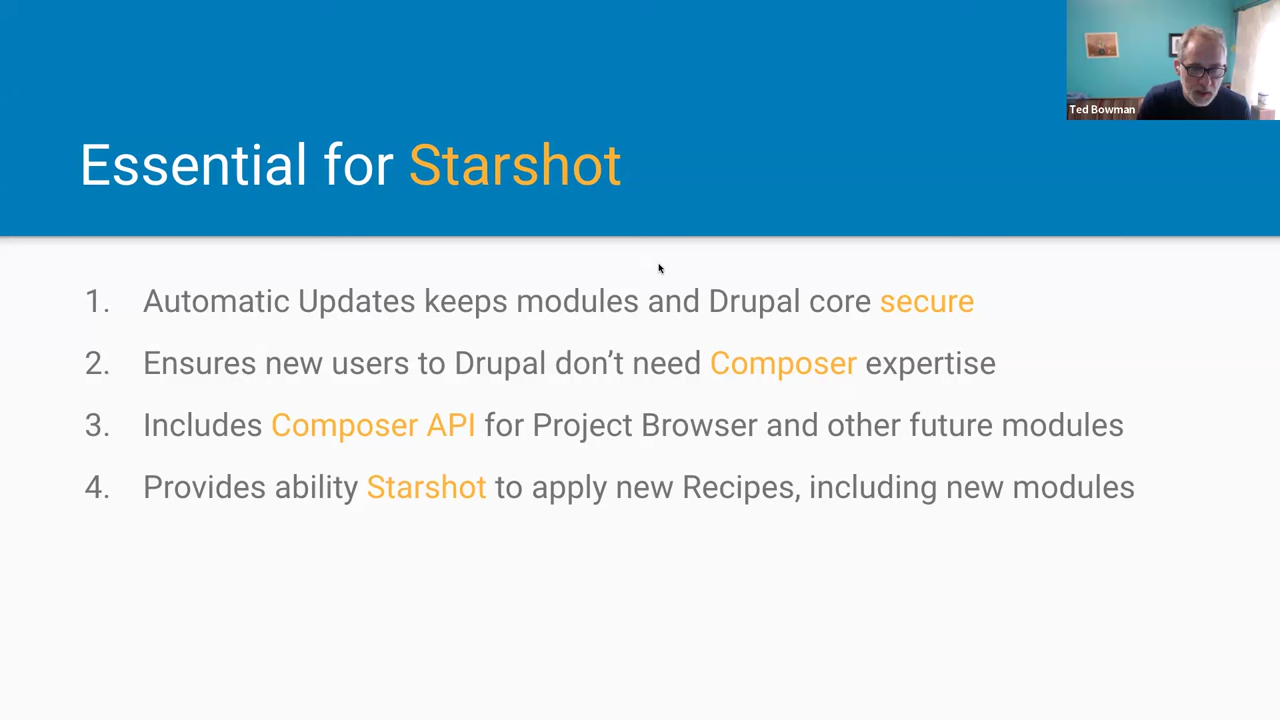 Ted Bowman
Essential for Starshot
1. Automatic Updates keeps modules and Drupal core secure
2. Ensures new users to Drupal don’t need Composer expertise
3. Includes Composer API for Project Browser and other future modules
4. Provides ability Starshot to apply new Recipes, including new modules